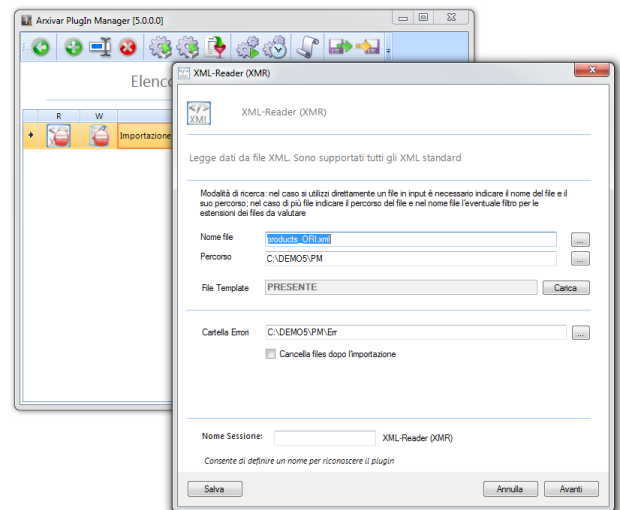 Arxivar PlugIn Manager [5.0.0.0]
Elenco
R W
Importazione
XML-Reader (XMR)
</>
XML
XML-Reader (XMR)
Legge dati da file XML. Sono supportati tutti gli XML standard
Modalità di ricerca: nel caso si utilizzi direttamente un file in input è necessario indicare il nome del file e il
suo percorso; nel caso di più file indicare il percorso del file e nel nome file l'eventuale filtro per le
estensioni dei files da valutare
Nome file products_ORI.xml ...
Percorso C:\DEMO5\PM ...
File Template PRESENTE Carica
Cartella Errori C:\DEMO5\PM\Err ...
Cancella files dopo l'importazione
Nome Sessione: XML-Reader (XMR)
Consente di definire un nome per riconoscere il plugin
Salva Annulla Avanti